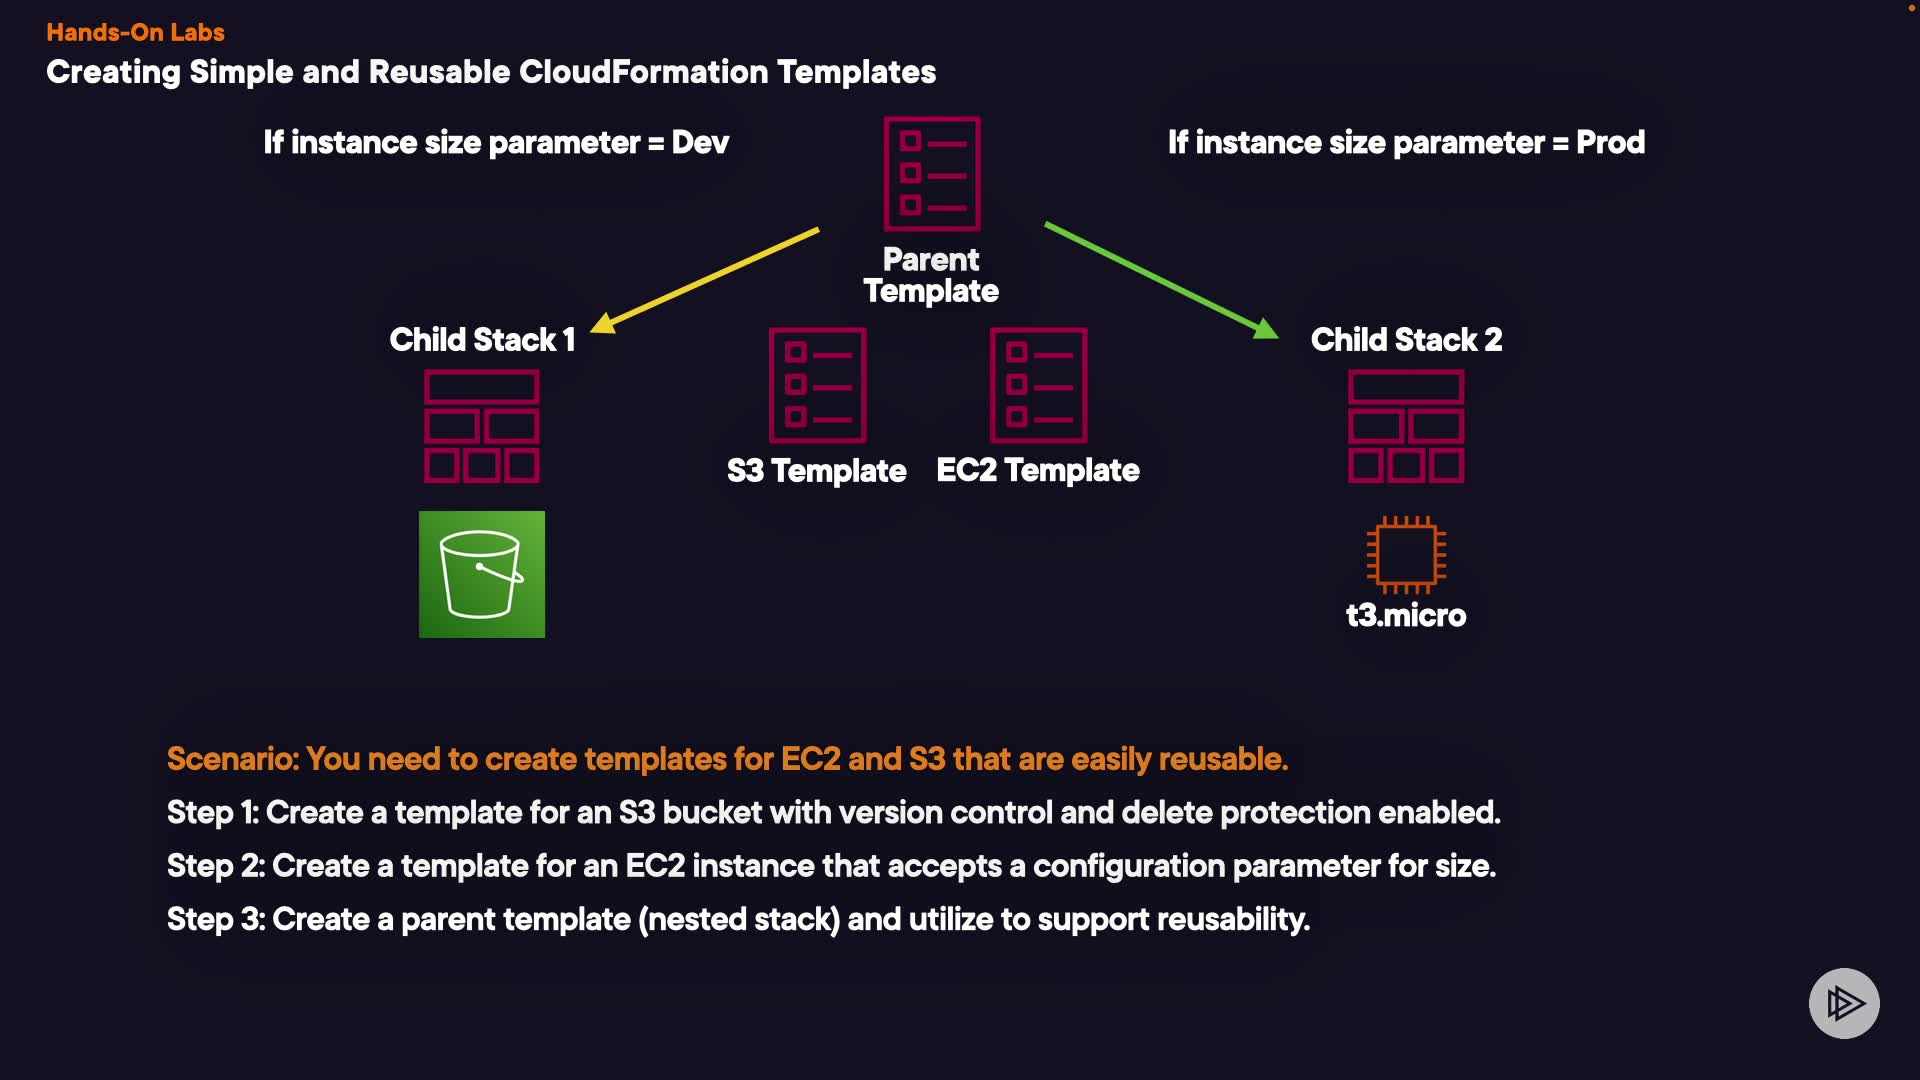 Hands-On Labs
Creating Simple and Reusable CloudFormation Templates
If instance size parameter = Dev
If instance size parameter = Prod
Parent
Template
Child Stack 1
Child Stack 2
S3 Template
EC2 Template
t3.micro
Scenario: You need to create templates for EC2 and S3 that are easily reusable.
Step 1: Create a template for an S3 bucket with version control and delete protection enabled.
Step 2: Create a template for an EC2 instance that accepts a configuration parameter for size.
Step 3: Create a parent template (nested stack) and utilize to support reusability.